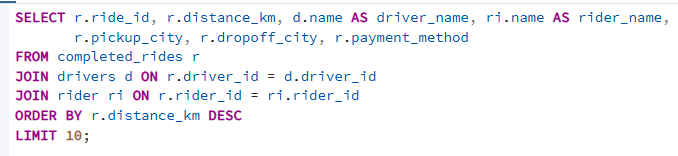 SELECT r.ride_id, r.distance_km, d.name AS driver_name, ri.name AS rider_name,
r.pickup_city, r.dropoff_city, r.payment_method
FROM completed_rides r
JOIN drivers d ON r.driver_id = d.driver_id
JOIN rider ri ON r.rider_id = ri.rider_id
ORDER BY r.distance_km DESC
LIMIT 10;